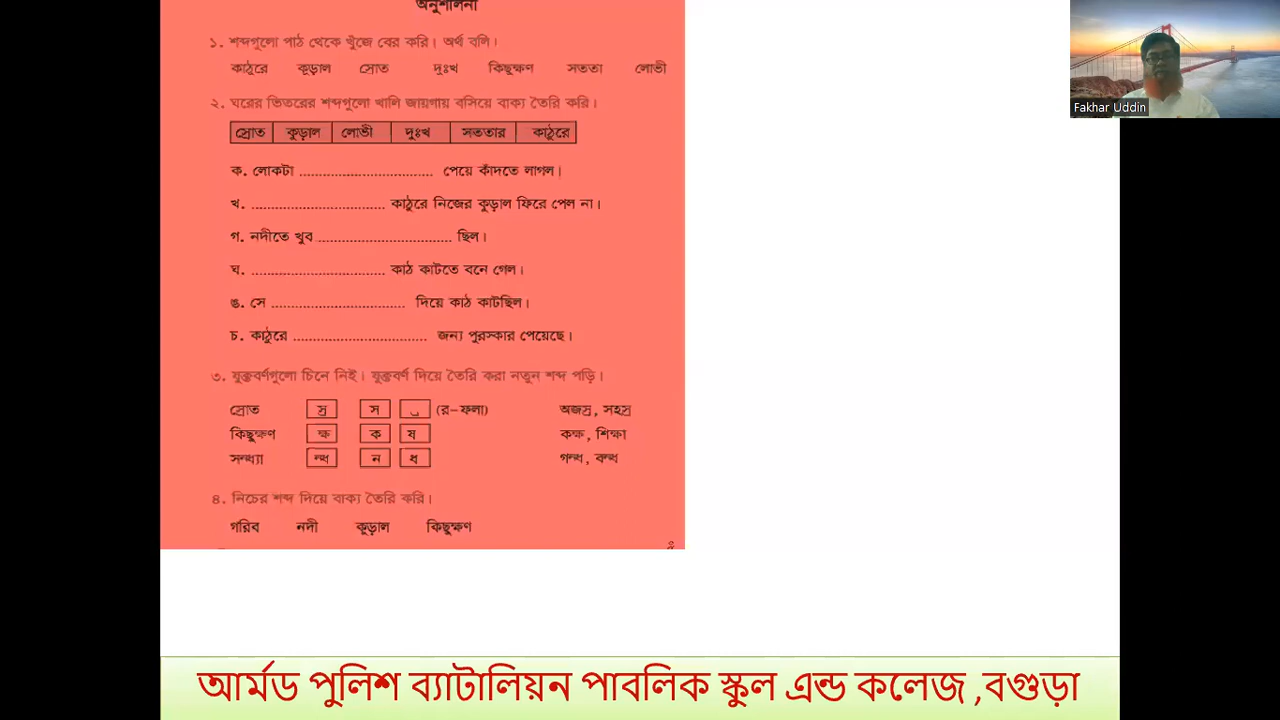 অনুশীলনী
১. শব্দগুলো পাঠ থেকে খুঁজে বের করি। অর্থ বলি।
কাঠুরে কুড়াল স্রোত দুঃখ কিছুক্ষণ সততা লোভী
২. ঘরের ভিতরের শব্দগুলো খালি জায়গায় বসিয়ে বাক্য তৈরি করি।
স্রোত কুড়াল লোভী দুঃখ সততার কাঠুরে
ক. লোকটা ................................ পেয়ে কাঁদতে লাগল।
খ. ................................ কাঠুরে নিজের কুড়াল ফিরে পেল না।
গ. নদীতে খুব ................................ ছিল।
ঘ. ................................ কাঠ কাটতে বনে গেল।
ঙ. সে ................................ দিয়ে কাঠ কাটছিল।
চ. কাঠুরে ................................ জন্য পুরস্কার পেয়েছে।
৩. যুক্তবর্ণগুলো চিনে নিই। যুক্তবর্ণ দিয়ে তৈরি করা নতুন শব্দ পড়ি।
স্রোত স্র স ্র (র-ফলা) অজস্র, সহস্র
কিছুক্ষণ ক্ষ ক ষ কক্ষ, শিক্ষা
সন্ধ্যা ন্ধ ন ধ গন্ধ, বন্ধ
৪. নিচের শব্দ দিয়ে বাক্য তৈরি করি।
গরিব নদী কুড়াল কিছুক্ষণ
Fakhar Uddin
আর্মড পুলিশ ব্যাটালিয়ন পাবলিক স্কুল এন্ড কলেজ ,বগুড়া